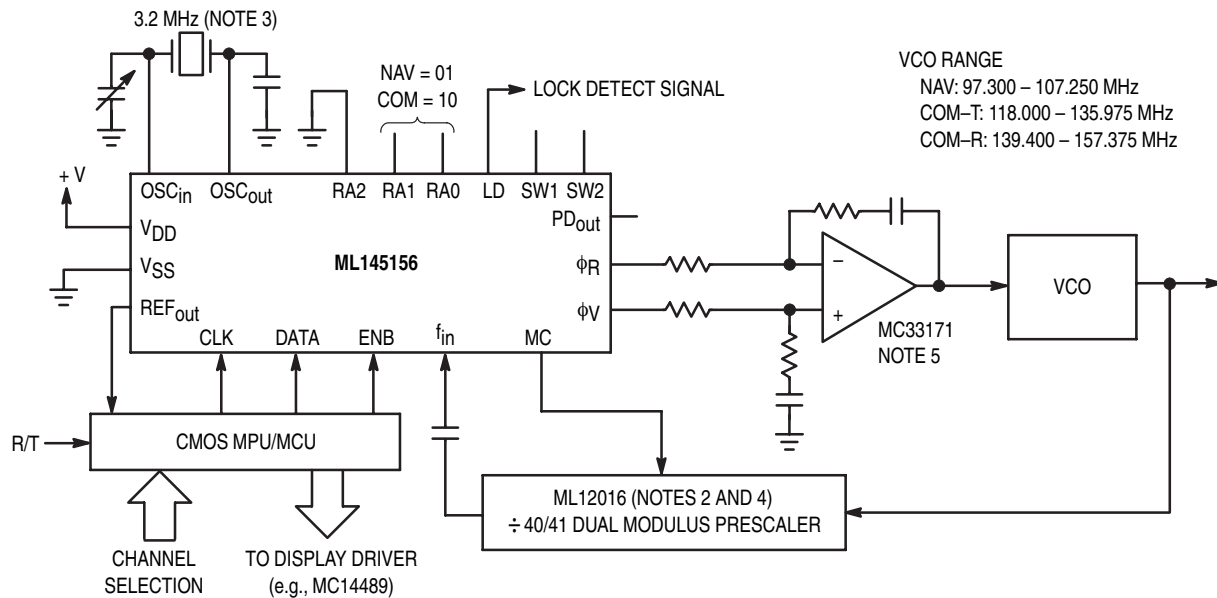 3.2 MHz (NOTE 3)
NAV = 01
COM = 10
LOCK DETECT SIGNAL
VCO RANGE
NAV: 97.300 – 107.250 MHz
COM–T: 118.000 – 135.975 MHz
COM–R: 139.400 – 157.375 MHz
+ V
OSCin
OSCout
RA2
RA1
RA0
LD
SW1
SW2
VDD
PDout
ML145156
VSS
ϕR
ϕV
REFout
CLK
DATA
ENB
fin
MC
–
+
MC33171
NOTE 5
VCO
R/T
CMOS MPU/MCU
ML12016 (NOTES 2 AND 4)
÷ 40/41 DUAL MODULUS PRESCALER
CHANNEL
SELECTION
TO DISPLAY DRIVER
(e.g., MC14489)